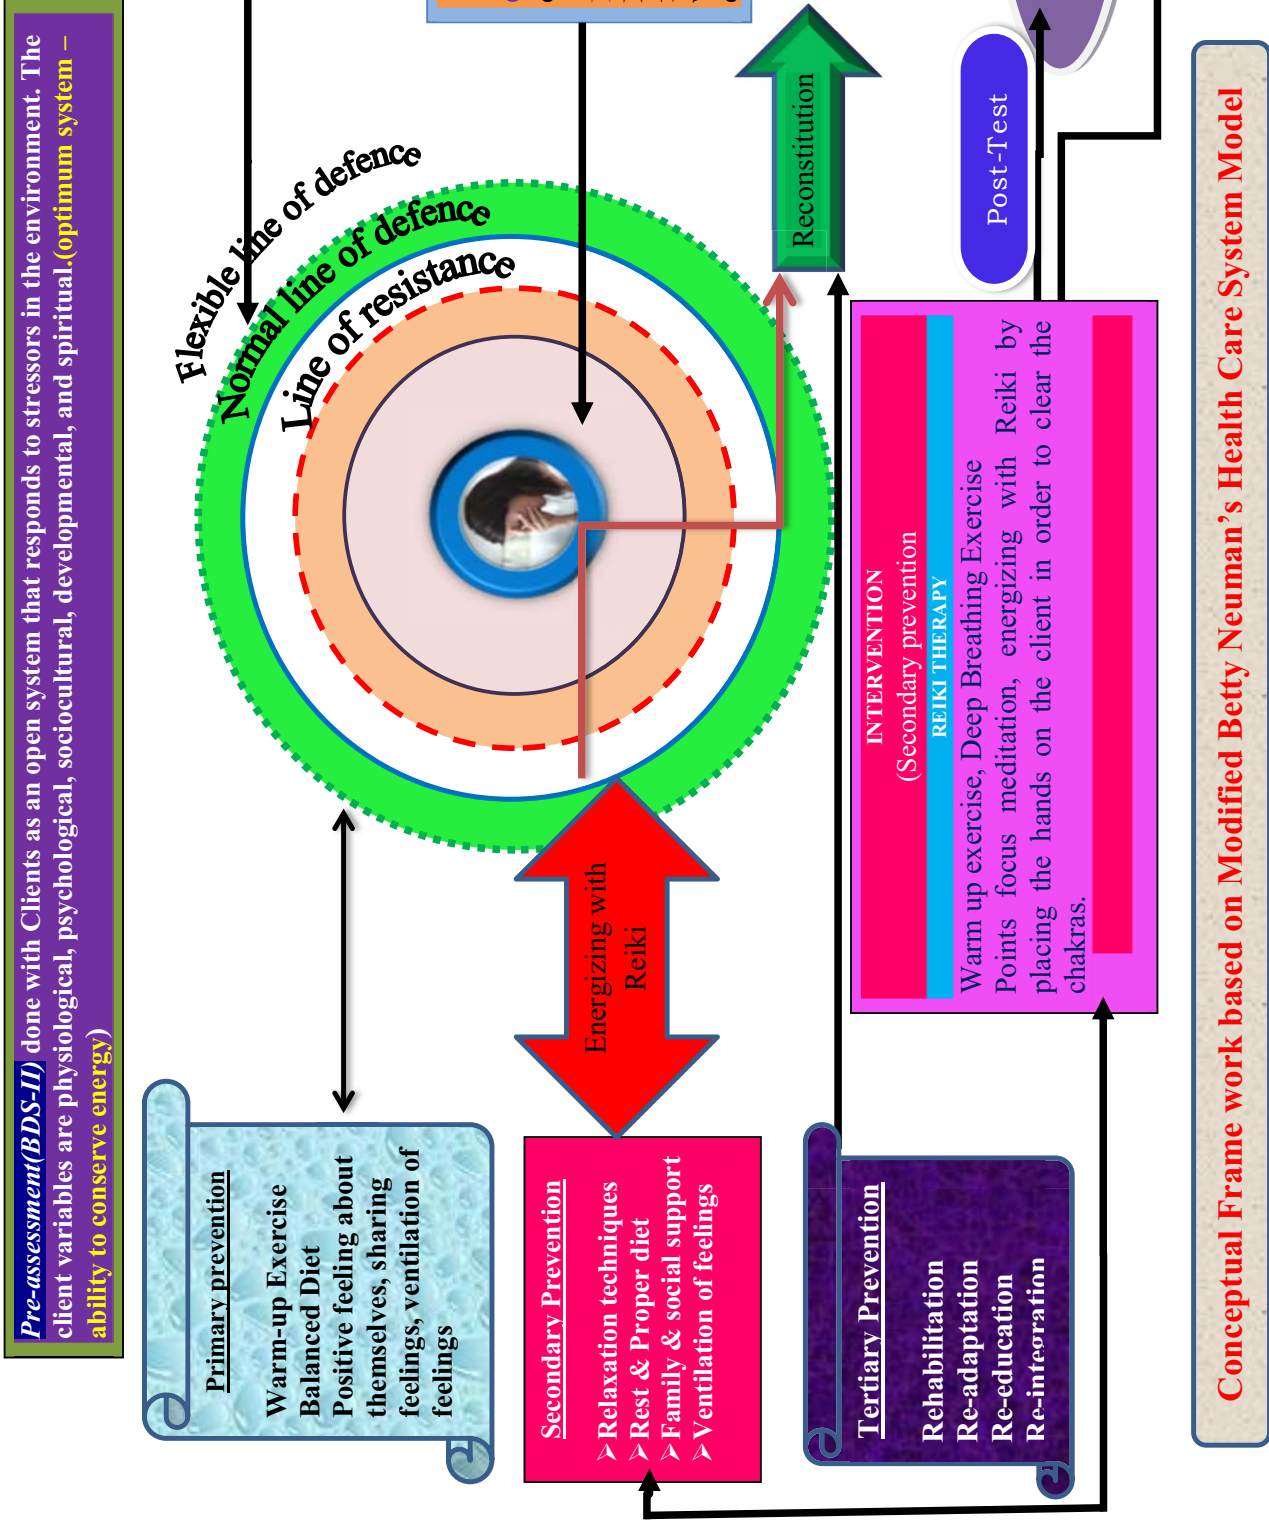 Pre-assessment(BDS-II) done with Clients as an open system that responds to stressors in the environment. The
client variables are physiological, psychological, sociocultural, developmental, and spiritual.(optimum system –
ability to conserve energy)
Primary prevention
Warm-up Exercise
Balanced Diet
Positive feeling about
themselves, sharing
feelings, ventilation of
feelings
Flexible line of defence
Normal line of defence
Line of resistance
Secondary Prevention
➢ Relaxation techniques
➢ Rest & Proper diet
➢ Family & social support
➢ Ventilation of feelings
Energizing with
Reiki
Reconstitution
Tertiary Prevention
Rehabilitation
Re-adaptation
Re-education
Re-integration
INTERVENTION
(Secondary prevention
REIKI THERAPY
Warm up exercise, Deep Breathing Exercise
Points focus meditation, energizing with Reiki by
placing the hands on the client in order to clear the
chakras.
Post-Test
Conceptual Frame work based on Modified Betty Neuman’s Health Care System Model